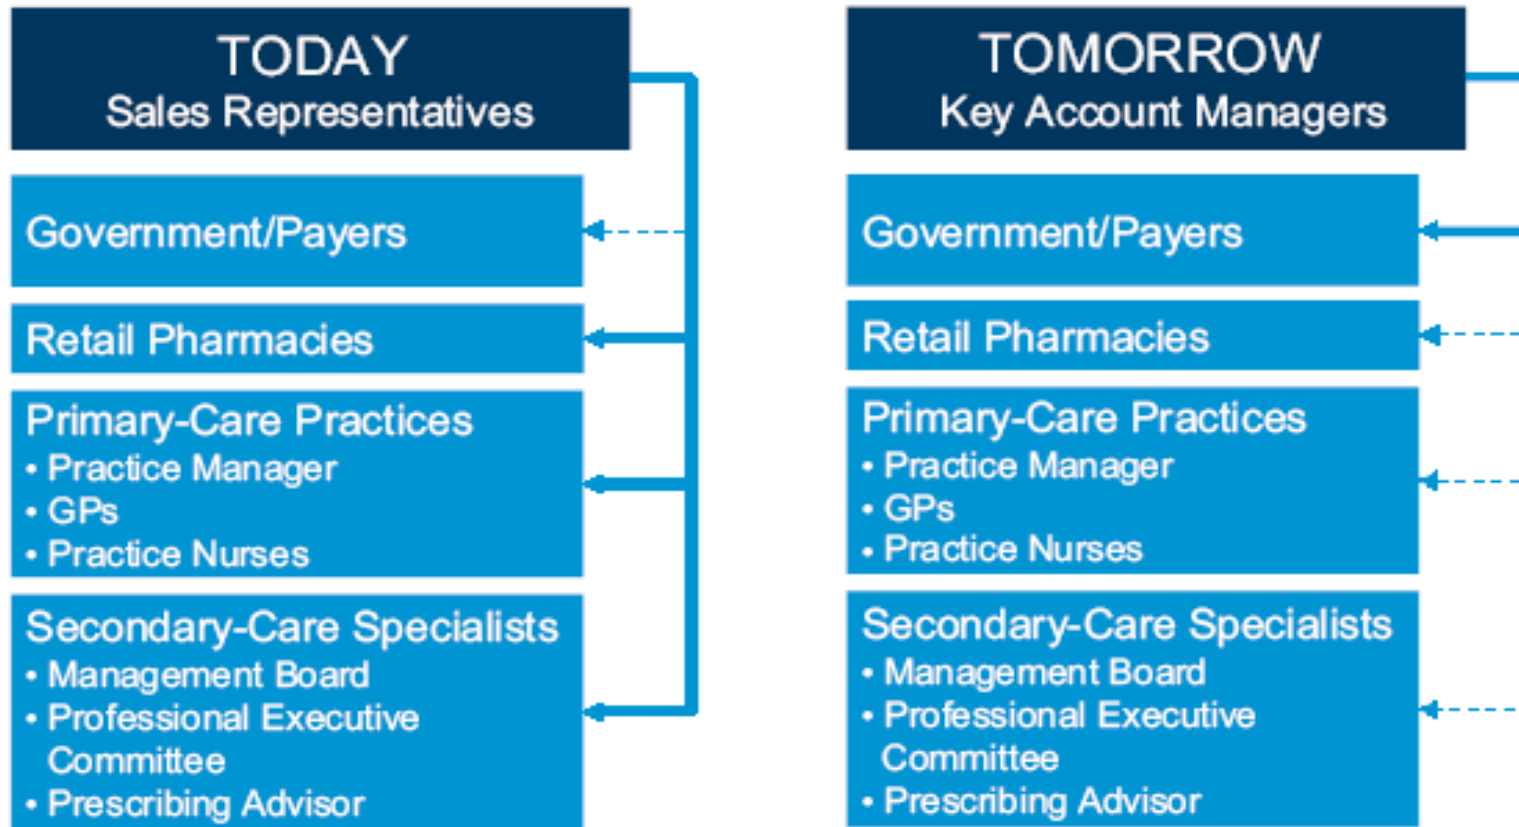 TODAY
Sales Representatives
Government/Payers
Retail Pharmacies
Primary-Care Practices
• Practice Manager
• GPs
• Practice Nurses
Secondary-Care Specialists
• Management Board
• Professional Executive
Committee
• Prescribing Advisor
TOMORROW
Key Account Managers
Government/Payers
Retail Pharmacies
Primary-Care Practices
• Practice Manager
• GPs
• Practice Nurses
Secondary-Care Specialists
• Management Board
• Professional Executive
Committee
• Prescribing Advisor